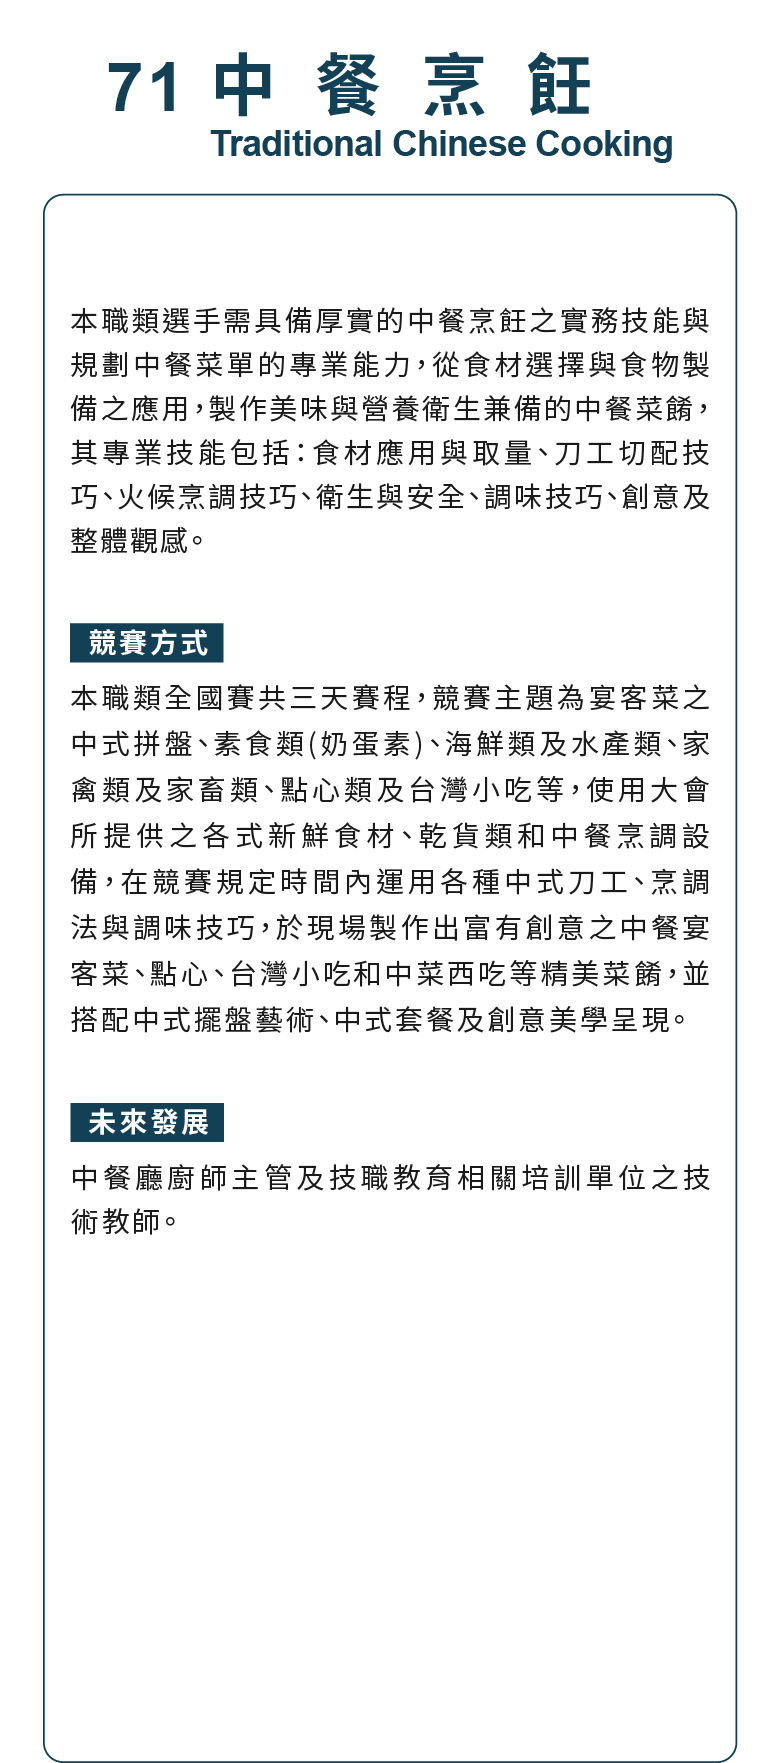 71 中餐烹飪
Traditional Chinese Cooking
本職類選手需具備厚實的中餐烹飪之實務技能與
規劃中餐菜單的專業能力，從食材選擇與食物製
備之應用，製作美味與營養衛生兼備的中餐菜餚，
其專業技能包括：食材應用與取量、刀工切配技
巧、火候烹調技巧、衛生與安全、調味技巧、創意及
整體觀感。
競賽方式
本職類全國賽共三天賽程，競賽主題為宴客菜之
中式拼盤、素食類(奶蛋素)、海鮮類及水產類、家
禽類及家畜類、點心類及台灣小吃等，使用大會
所提供之各式新鮮食材、乾貨類和中餐烹調設
備，在競賽規定時間內運用各種中式刀工、烹調
法與調味技巧，於現場製作出富有創意之中餐宴
客菜、點心、台灣小吃和中菜西吃等精美菜餚，並
搭配中式擺盤藝術、中式套餐及創意美學呈現。
未來發展
中餐廳廚師主管及技職教育相關培訓單位之技
術教師。